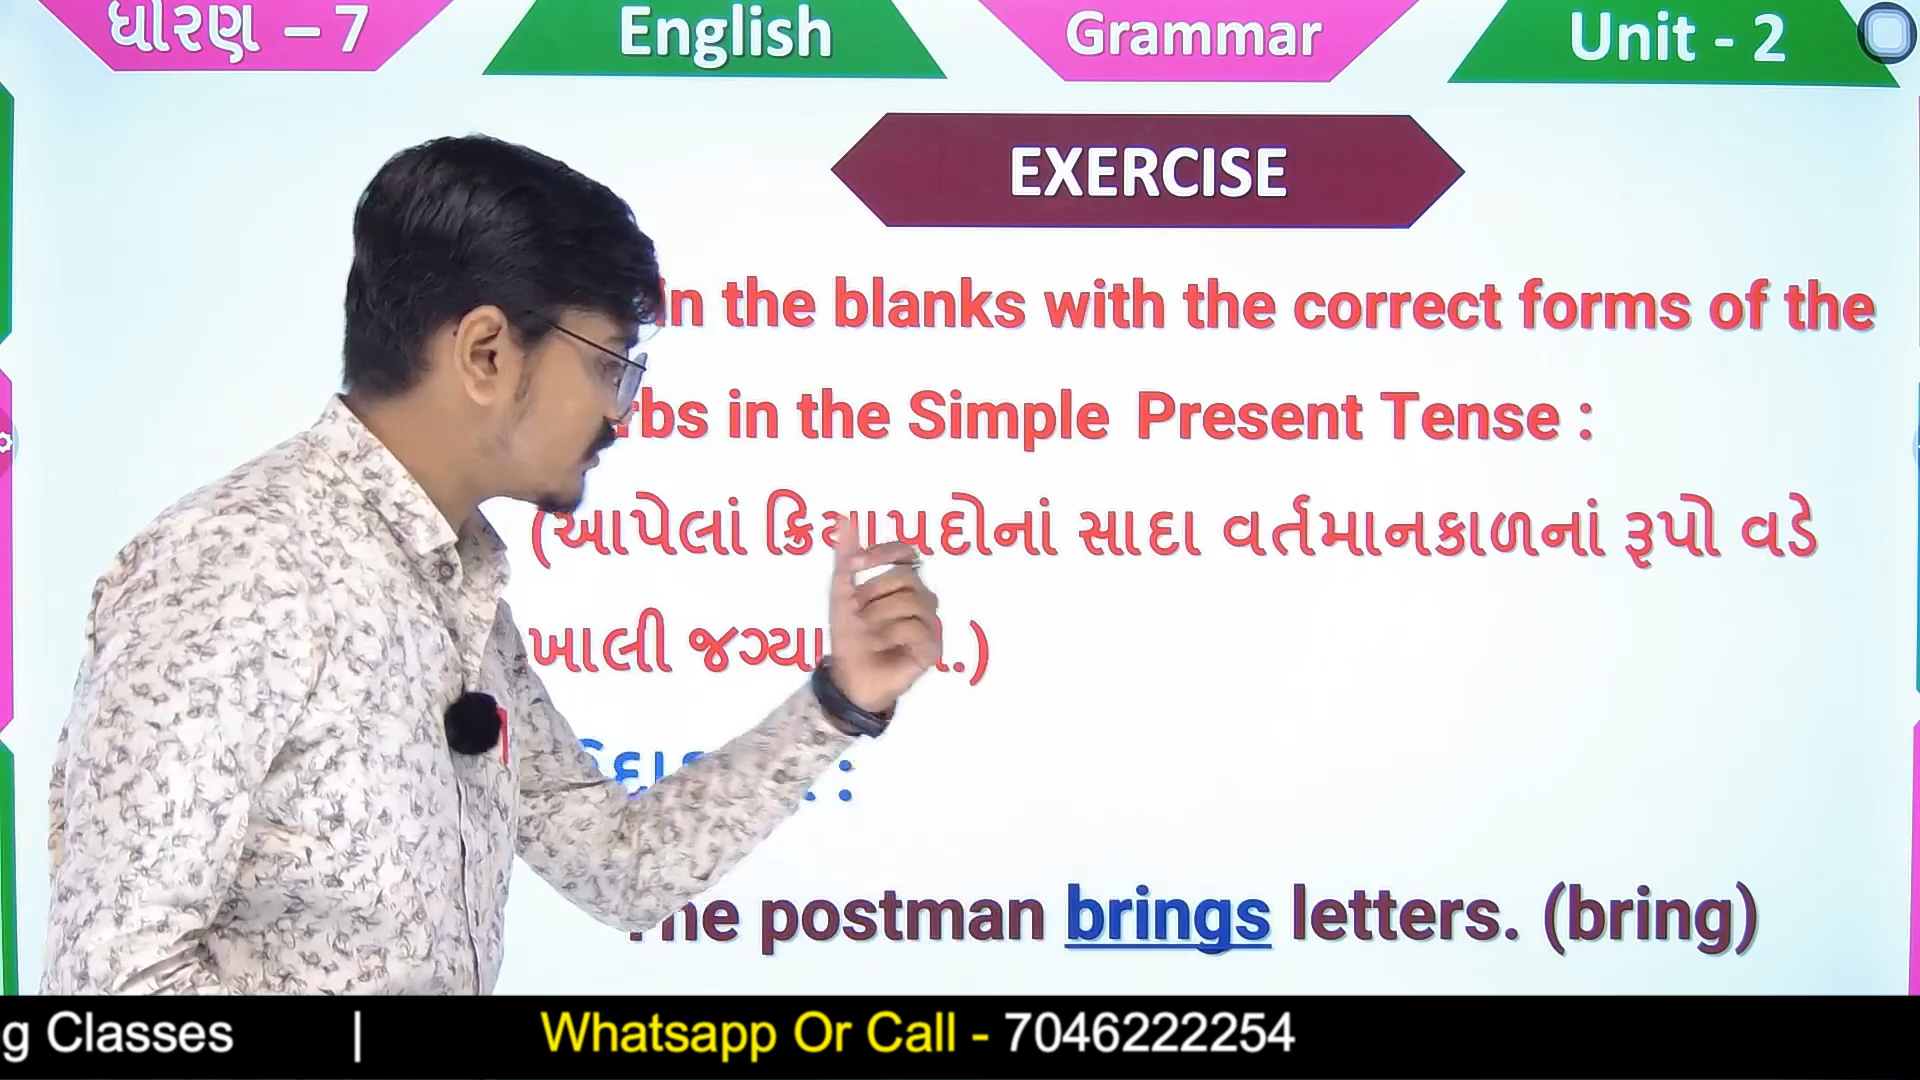 ધોરણ – 7
English
Grammar
Unit - 2
EXERCISE
in the blanks with the correct forms of the
in the Simple Present Tense :
(આપેલાં ક્રિયાપદોનાં સાદા વર્તમાનકાળનાં રૂપો વડે
ખાલી જગ્યા .)
:
postman brings letters. (bring)
Classes | Whatsapp Or Call - 7046222254